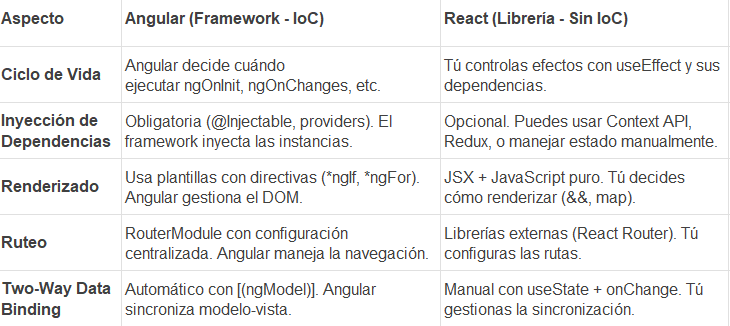 Aspecto Angular (Framework - IoC) React (Librería - Sin IoC)
Ciclo de Vida
Angular decide cuándo
ejecutar ngOnInit, ngOnChanges, etc.
Tú controlas efectos con useEffect y sus
dependencias.
Inyección de
Dependencias
Obligatoria (@Injectable, providers). El
framework inyecta las instancias.
Opcional. Puedes usar Context API,
Redux, o manejar estado manualmente.
Renderizado
Usa plantillas con directivas (*ngIf, *ngFor).
Angular gestiona el DOM.
JSX + JavaScript puro. Tú decides
cómo renderizar (&&, map).
Ruteo
RouterModule con configuración
centralizada. Angular maneja la navegación.
Librerías externas (React Router). Tú
configuras las rutas.
Two-Way Data
Binding
Automático con [(ngModel)]. Angular
sincroniza modelo-vista.
Manual con useState + onChange. Tú
gestionas la sincronización.